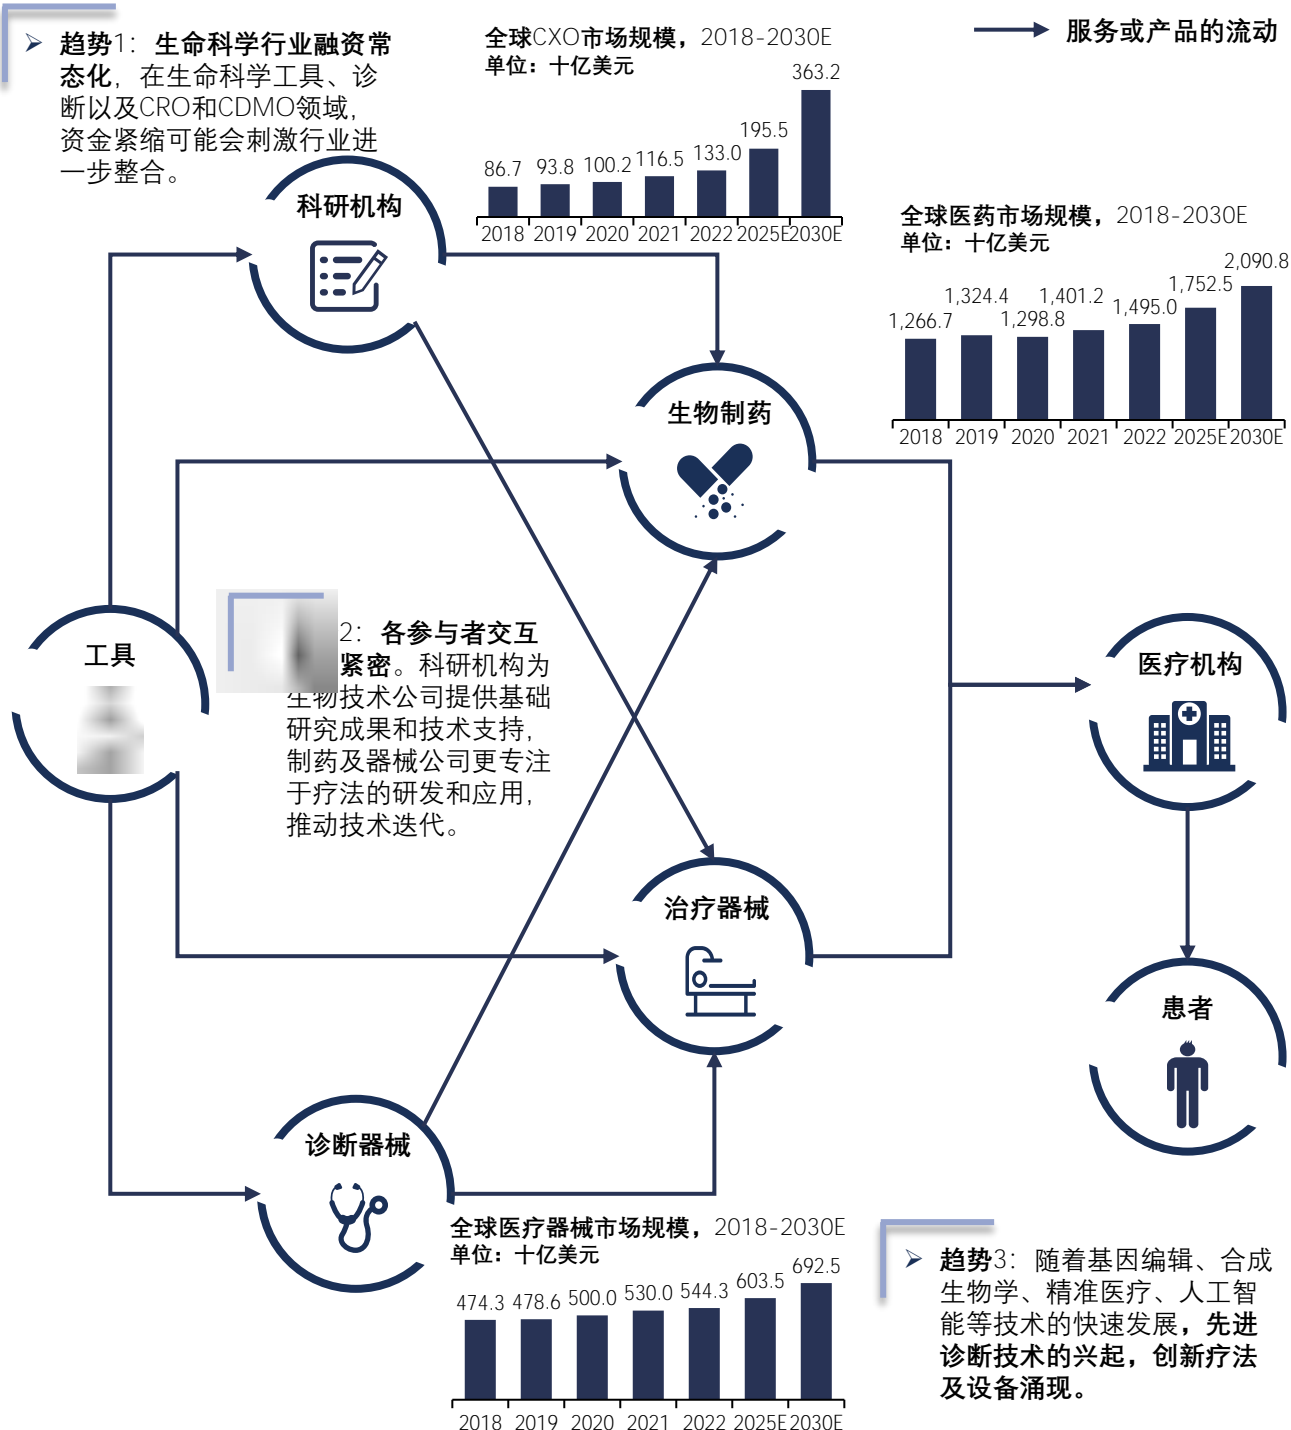 趋势1：生命科学行业融资常
态化，在生命科学工具、诊
断以及CRO和CDMO领域，
资金紧缩可能会刺激行业进
一步整合。
全球CXO市场规模，2018-2030E
单位：十亿美元
86.7 93.8 100.2 116.5 133.0 195.5 363.2
2018 2019 2020 2021 2022 2025E 2030E
服务或产品的流动
全球医药市场规模，2018-2030E
单位：十亿美元
1,266.7 1,324.4 1,298.8 1,401.2 1,495.0 1,752.5 2,090.8
2018 2019 2020 2021 2022 2025E 2030E
科研机构
生物制药
工具
2：各参与者交互
紧密。科研机构为
生物技术公司提供基础
研究成果和技术支持，
制药及器械公司更专注
于疗法的研发和应用，
推动技术迭代。
医疗机构
治疗器械
患者
诊断器械
全球医疗器械市场规模，2018-2030E
单位：十亿美元
474.3 478.6 500.0 530.0 544.3 603.5 692.5
2018 2019 2020 2021 2022 2025E 2030E
趋势3：随着基因编辑、合成
生物学、精准医疗、人工智
能等技术的快速发展，先进
诊断技术的兴起，创新疗法
及设备涌现。